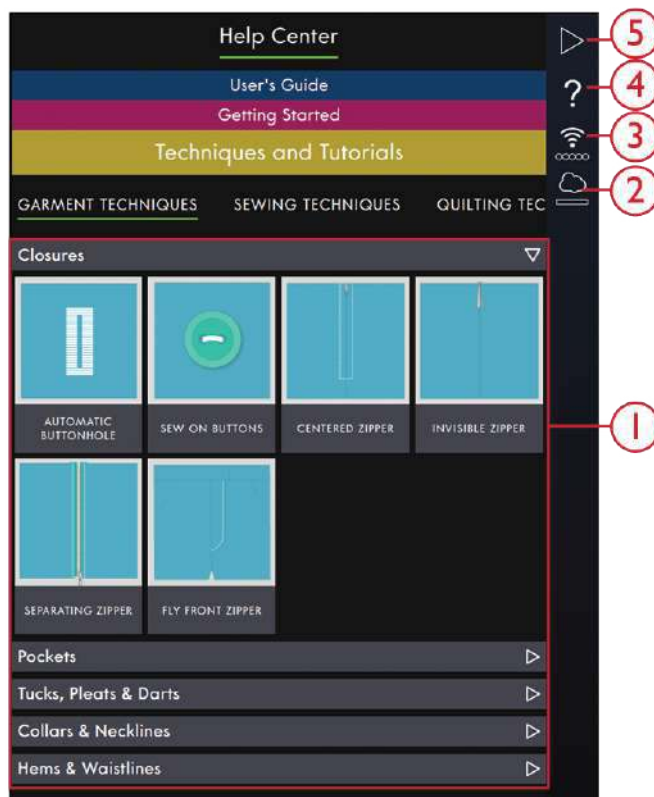 Help Center
User's Guide
Getting Started
Techniques and Tutorials
GARMENT TECHNIQUES SEWING TECHNIQUES QUILTING TEC
Closures
AUTOMATIC
BUTTONHOLE
SEW ON BUTTONS
CENTERED ZIPPER
INVISIBLE ZIPPER
SEPARATING ZIPPER
FLY FRONT ZIPPER
Pockets
Tucks, Pleats & Darts
Collars & Necklines
Hems & Waistlines
5
4
?
3
2
1